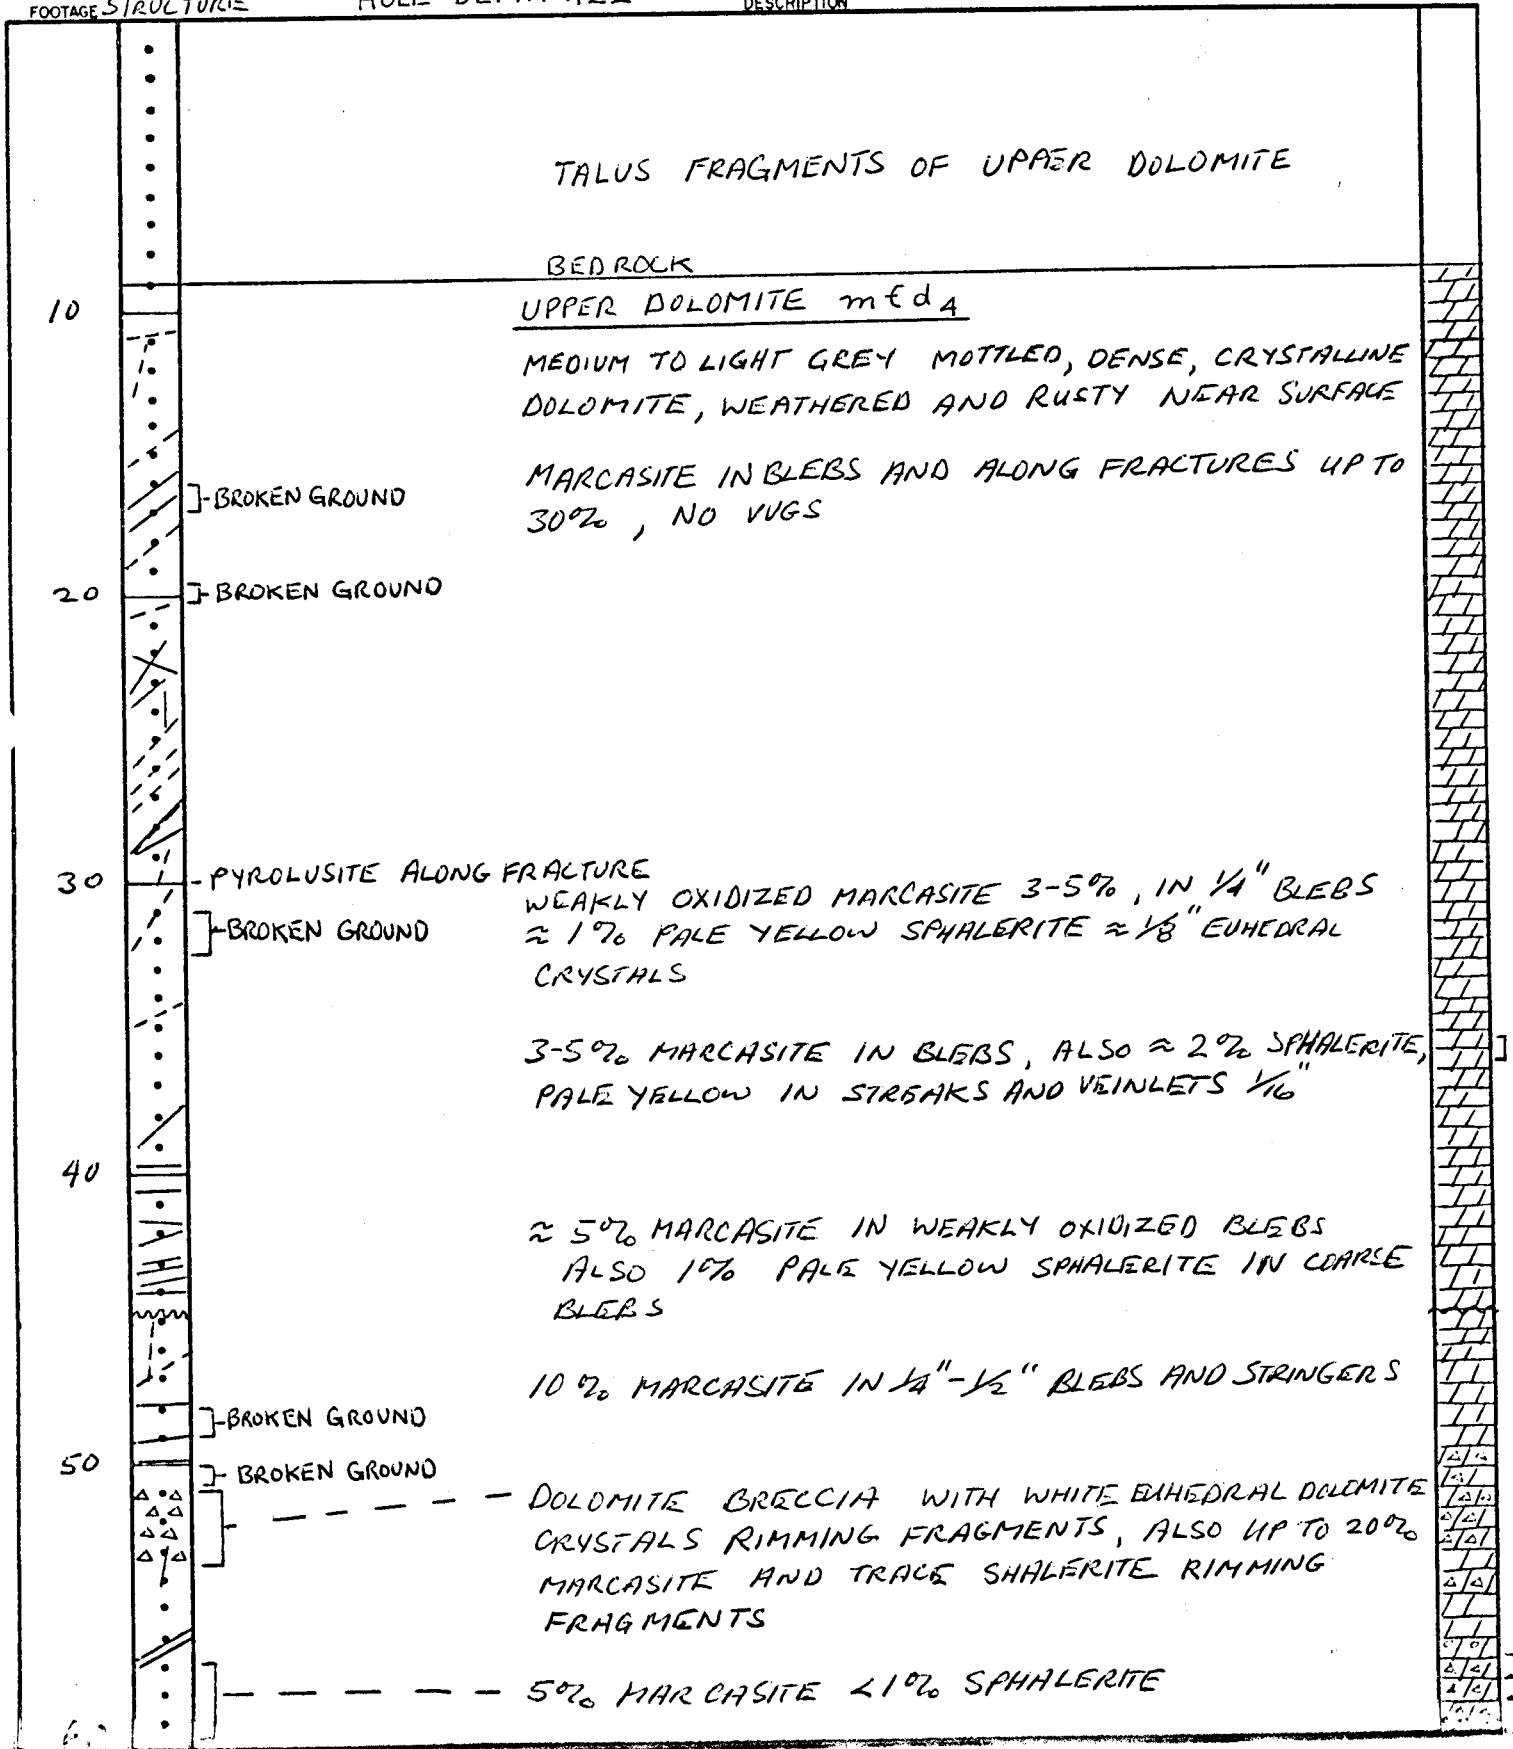 FOOTAGE STRUCTURE HOLE DEPTH 422 DESCRIPTION
TALUS FRAGMENTS OF UPPER DOLOMITE
BEDROCK
10
UPPER DOLOMITE m€d4
MEDIUM TO LIGHT GREY MOTTLED, DENSE, CRYSTALLINE
DOLOMITE, WEATHERED AND RUSTY NEAR SURFACE
MARCASITE IN BLEBS AND ALONG FRACTURES UP TO
BROKEN GROUND
30%, NO VUGS
20
BROKEN GROUND
30
PYROLUSITE ALONG FRACTURE
WEAKLY OXIDIZED MARCASITE 3-5%, IN 1/4" BLEBS
BROKEN GROUND
≈ 1% PALE YELLOW SPHALERITE ≈ 1/8" EUHEDRAL
CRYSTALS
3-5% MARCASITE IN BLEBS, ALSO ≈ 2% SPHALERITE,
PALE YELLOW IN STREAKS AND VEINLETS 1/16"
40
≈ 5% MARCASITE IN WEAKLY OXIDIZED BLEBS
ALSO 1% PALE YELLOW SPHALERITE IN COARSE
BLEBS
10% MARCASITE IN 1/4"-1/2" BLEBS AND STRINGERS
BROKEN GROUND
50
BROKEN GROUND
DOLOMITE BRECCIA WITH WHITE EUHEDRAL DOLOMITE
CRYSTALS RIMMING FRAGMENTS, ALSO UP TO 20%
MARCASITE AND TRACE SHALERITE RIMMING
FRAGMENTS
5% MARCASITE <1% SPHALERITE